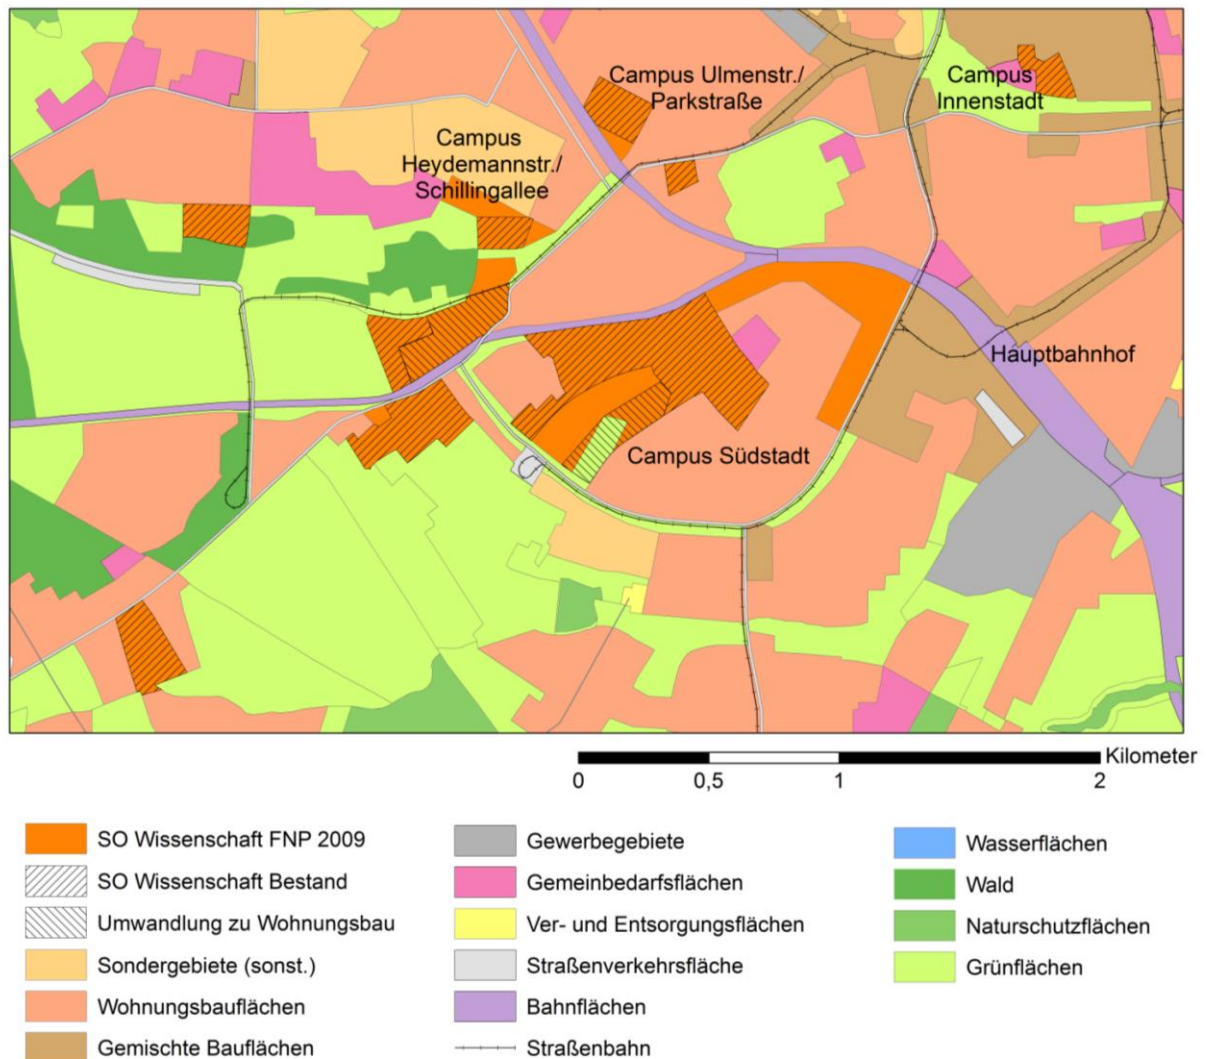 Campus Ulmenstr./
Parkstraße
Campus
Innenstadt
Campus
Heydemannstr./
Schillingallee
Hauptbahnhof
Campus Südstadt
Kilometer
0 0,5 1 2
SO Wissenschaft FNP 2009
SO Wissenschaft Bestand
Umwandlung zu Wohnungsbau
Sondergebiete (sonst.)
Wohnungsbauflächen
Gemischte Bauflächen
Gewerbegebiete
Gemeinbedarfsflächen
Ver- und Entsorgungsflächen
Straßenverkehrsfläche
Bahnflächen
Straßenbahn
Wasserflächen
Wald
Naturschutzflächen
Grünflächen